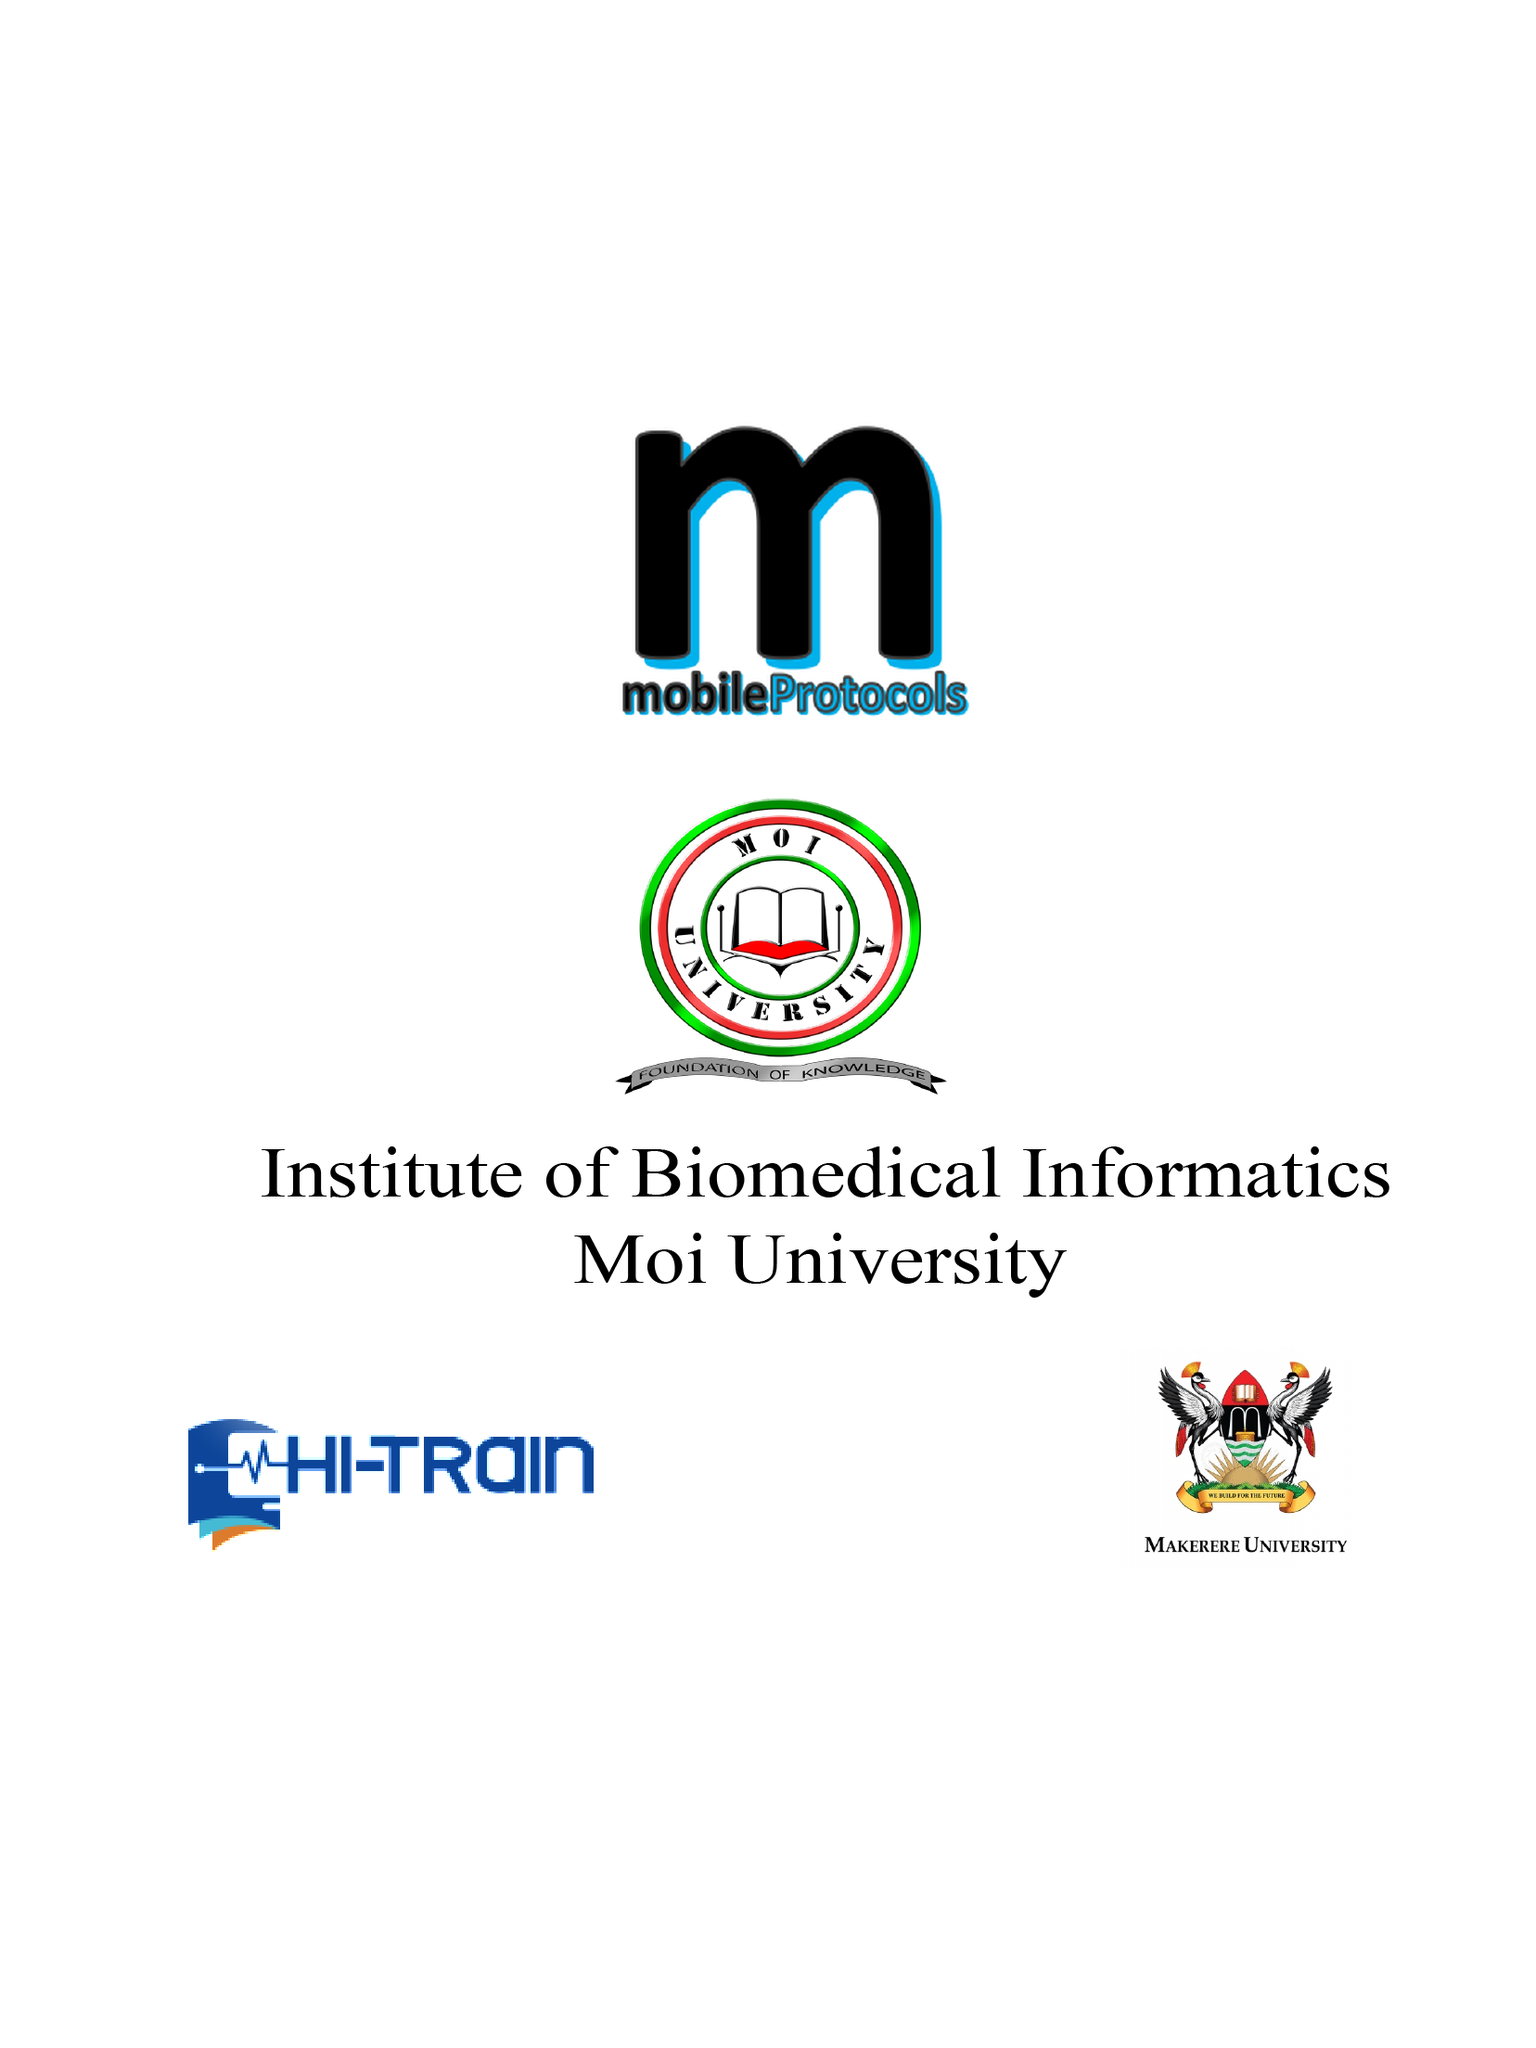 m
mobileProtocols
MOI
UNIVERSITY
FOUNDATION OF KNOWLEDGE
Institute of Biomedical Informatics
Moi University
HI-TRAIN
WE BUILD FOR THE FUTURE
MAKERERE UNIVERSITY